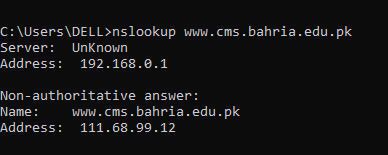 C:\Users\DELL>nslookup www.cms.bahria.edu.pk
Server:  UnKnown
Address:  192.168.0.1
Non-authoritative answer:
Name:    www.cms.bahria.edu.pk
Address:  111.68.99.12